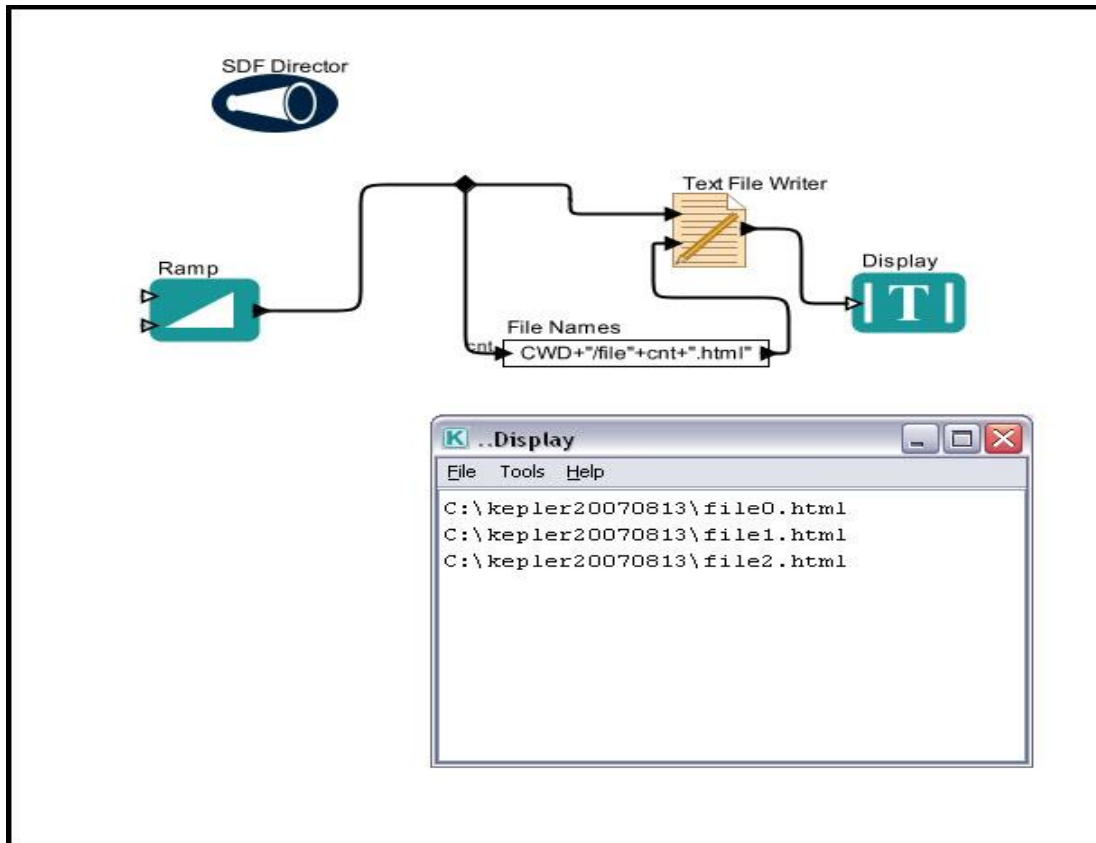 SDF Director
Text File Writer
Ramp
Display
File Names
cnt
CWD+"/file"+cnt+".html"
T
K ..Display
File Tools Help
C:\kepler20070813\file0.html
C:\kepler20070813\file1.html
C:\kepler20070813\file2.html